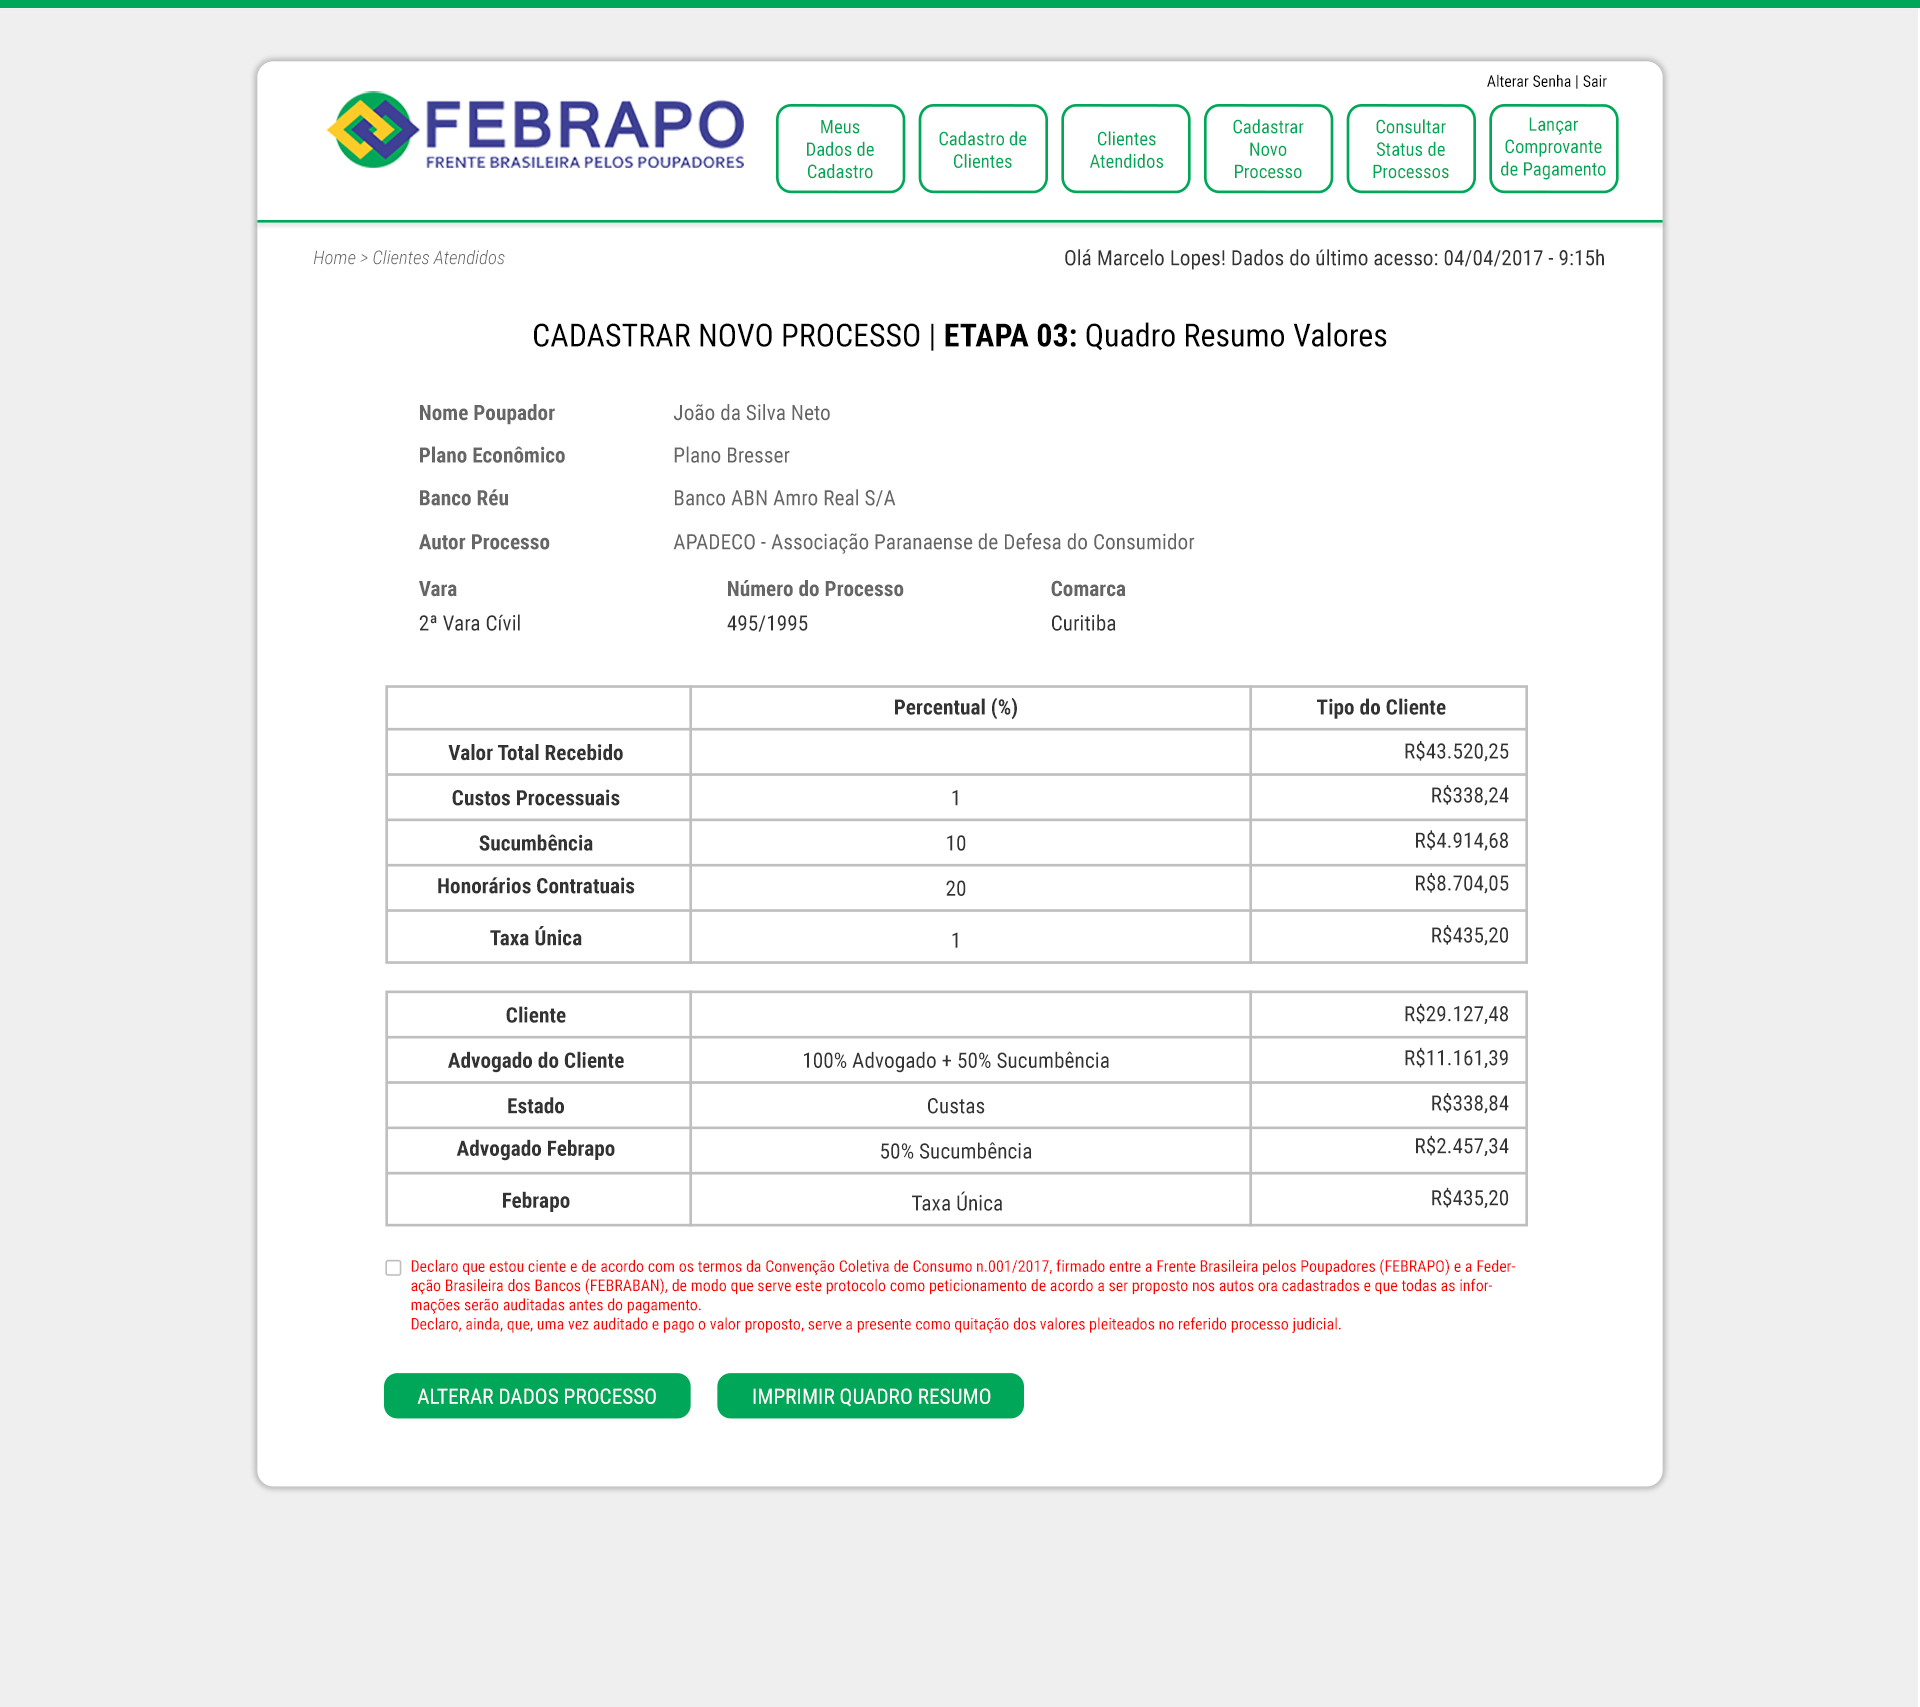 Alterar Senha | Sair
FEBRAPO
FRENTE BRASILEIRA PELOS POUPADORES
Meus
Dados de
Cadastro
Cadastro de
Clientes
Clientes
Atendidos
Cadastrar
Novo
Processo
Consultar
Status de
Processos
Lançar
Comprovante
de Pagamento
Home > Clientes Atendidos
Olá Marcelo Lopes! Dados do último acesso: 04/04/2017 - 9:15h
CADASTRAR NOVO PROCESSO | ETAPA 03: Quadro Resumo Valores
Nome Poupador João da Silva Neto
Plano Econômico Plano Bresser
Banco Réu Banco ABN Amro Real S/A
Autor Processo APADECO - Associação Paranaense de Defesa do Consumidor
Vara Número do Processo Comarca
2ª Vara Cívil 495/1995 Curitiba
Percentual (%) Tipo do Cliente
Valor Total Recebido R$43.520,25
Custos Processuais 1 R$338,24
Sucumbência 10 R$4.914,68
Honorários Contratuais 20 R$8.704,05
Taxa Única 1 R$435,20
Cliente R$29.127,48
Advogado do Cliente 100% Advogado + 50% Sucumbência R$11.161,39
Estado Custas R$338,84
Advogado Febrapo 50% Sucumbência R$2.457,34
Febrapo Taxa Única R$435,20
Declaro que estou ciente e de acordo com os termos da Convenção Coletiva de Consumo n.001/2017, firmado entre a Frente Brasileira pelos Poupadores (FEBRAPO) e a Feder-
ação Brasileira dos Bancos (FEBRABAN), de modo que serve este protocolo como peticionamento de acordo a ser proposto nos autos ora cadastrados e que todas as infor-
mações serão auditadas antes do pagamento.
Declaro, ainda, que, uma vez auditado e pago o valor proposto, serve a presente como quitação dos valores pleiteados no referido processo judicial.
ALTERAR DADOS PROCESSO
IMPRIMIR QUADRO RESUMO